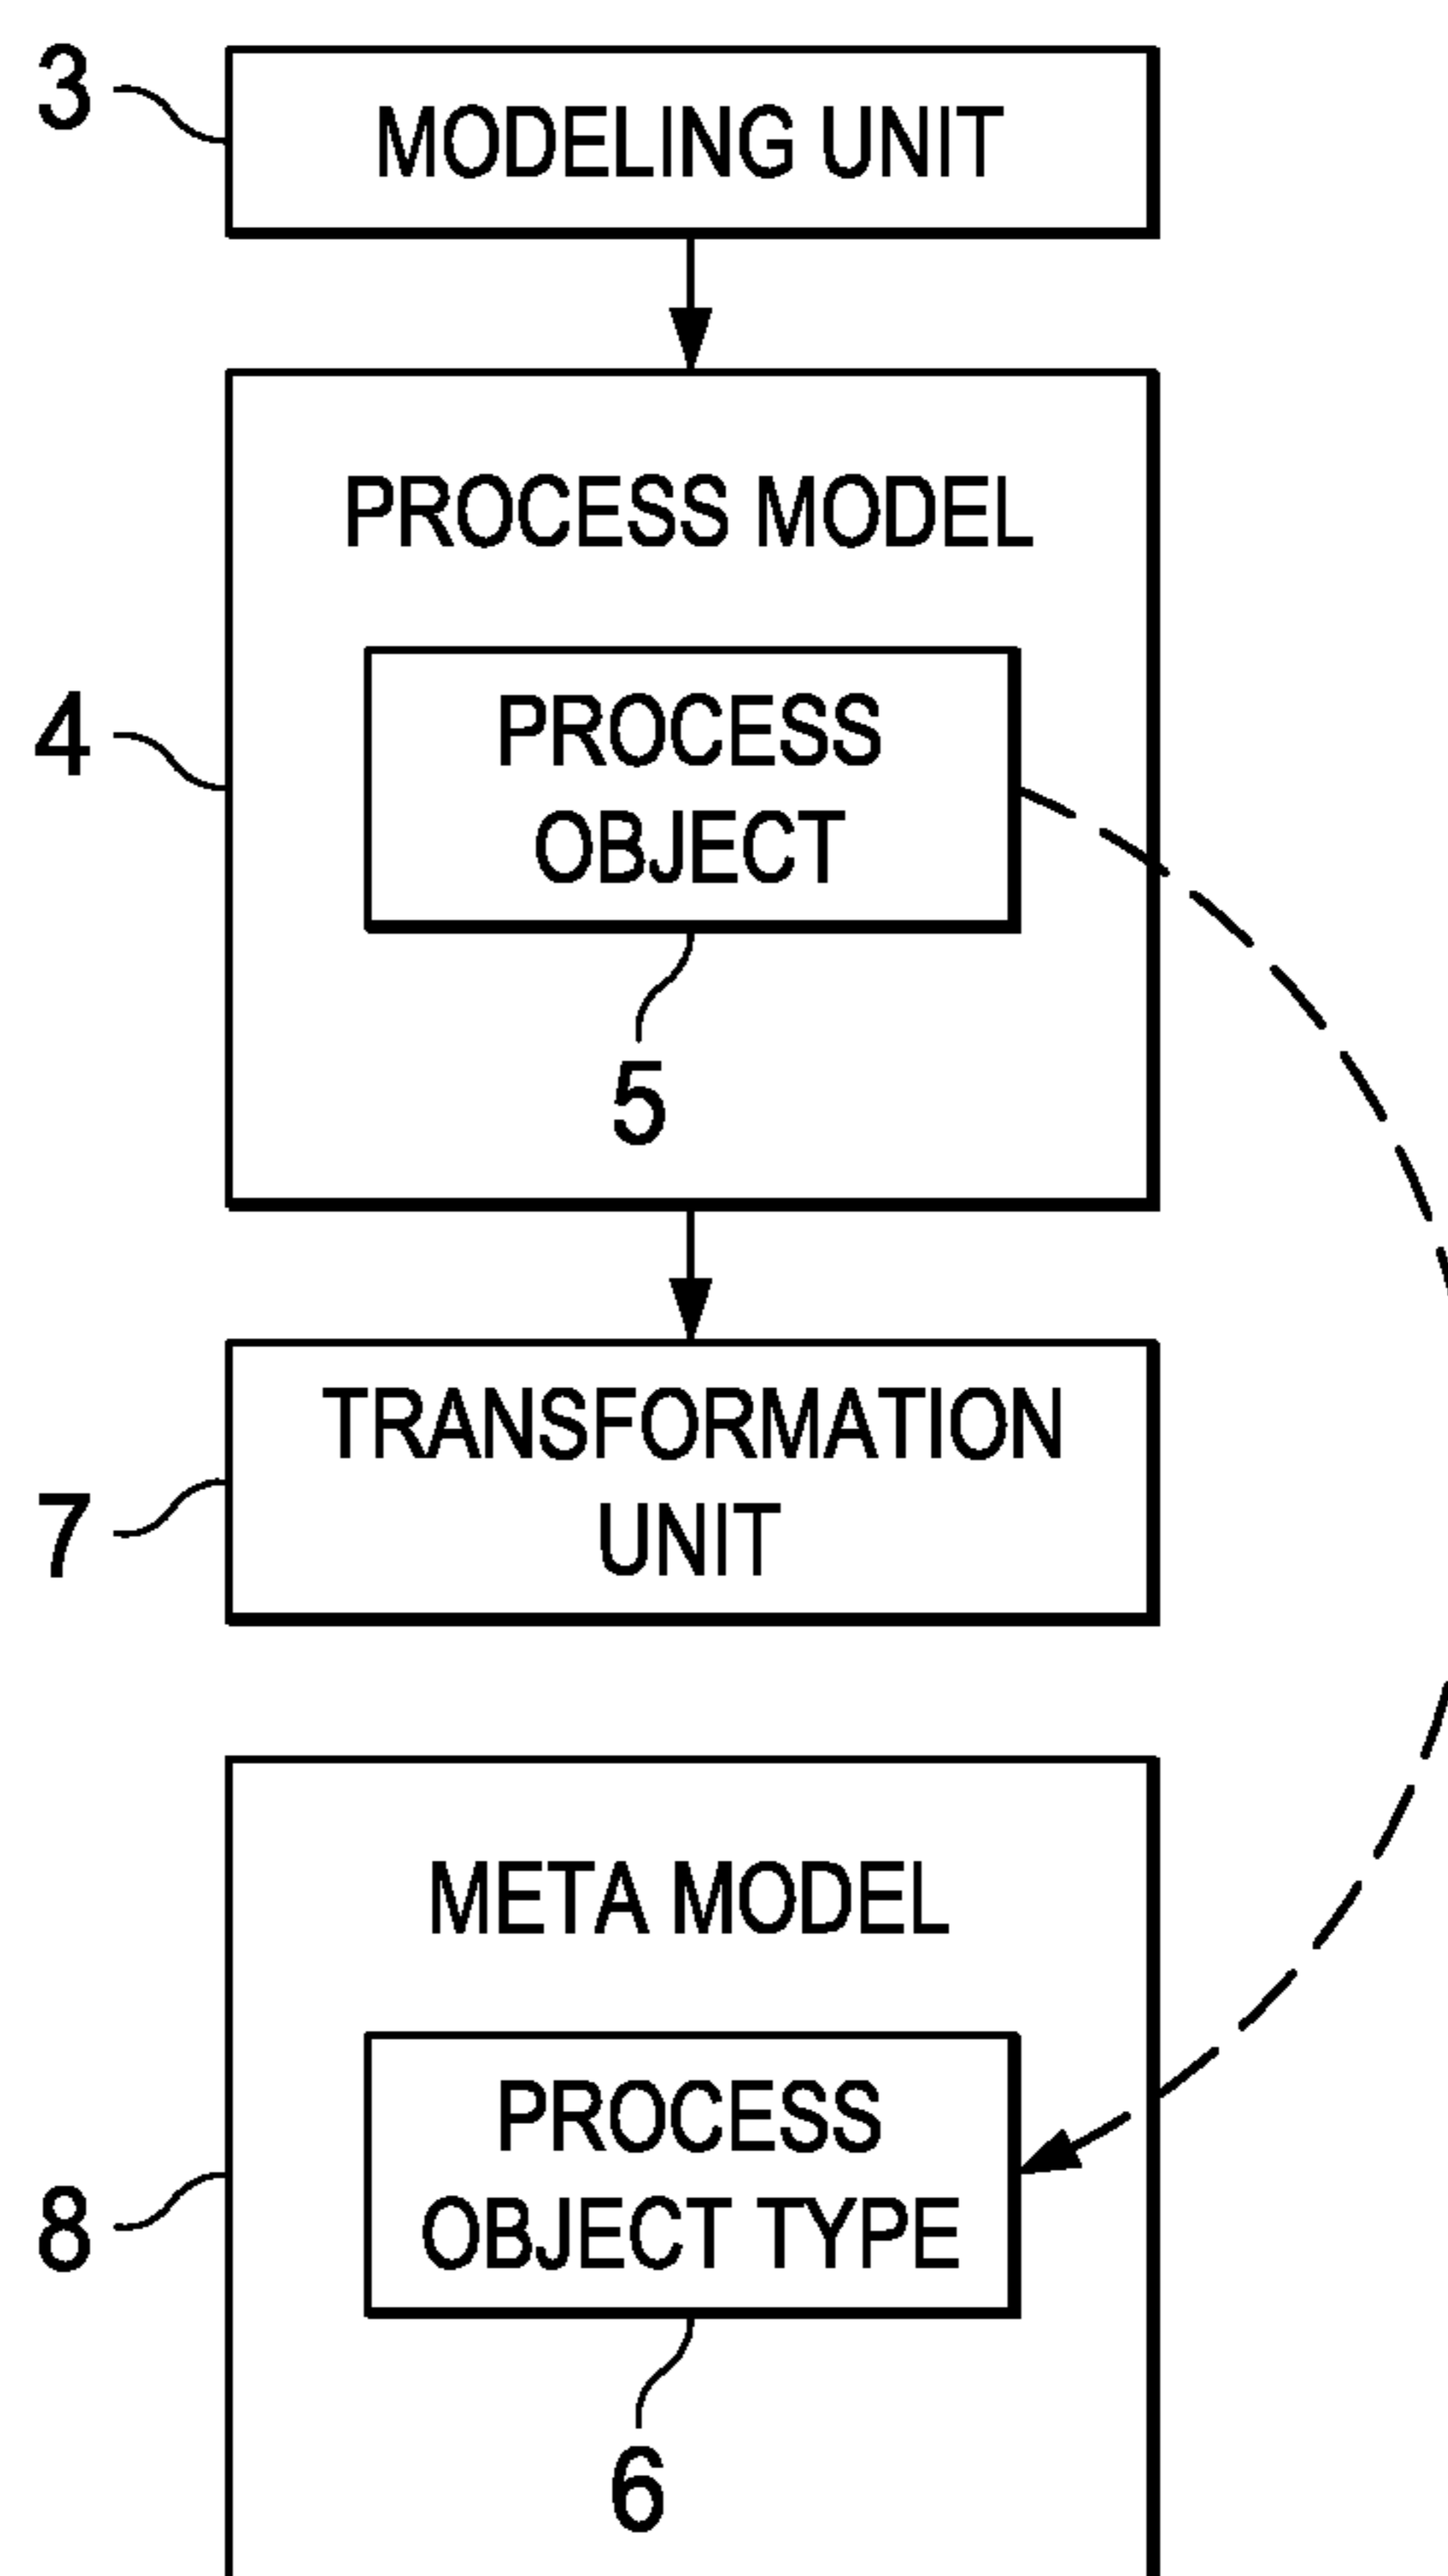 3
MODELING UNIT
PROCESS MODEL
4
PROCESS
OBJECT
5
TRANSFORMATION
UNIT
7
META MODEL
PROCESS
OBJECT TYPE
8
6